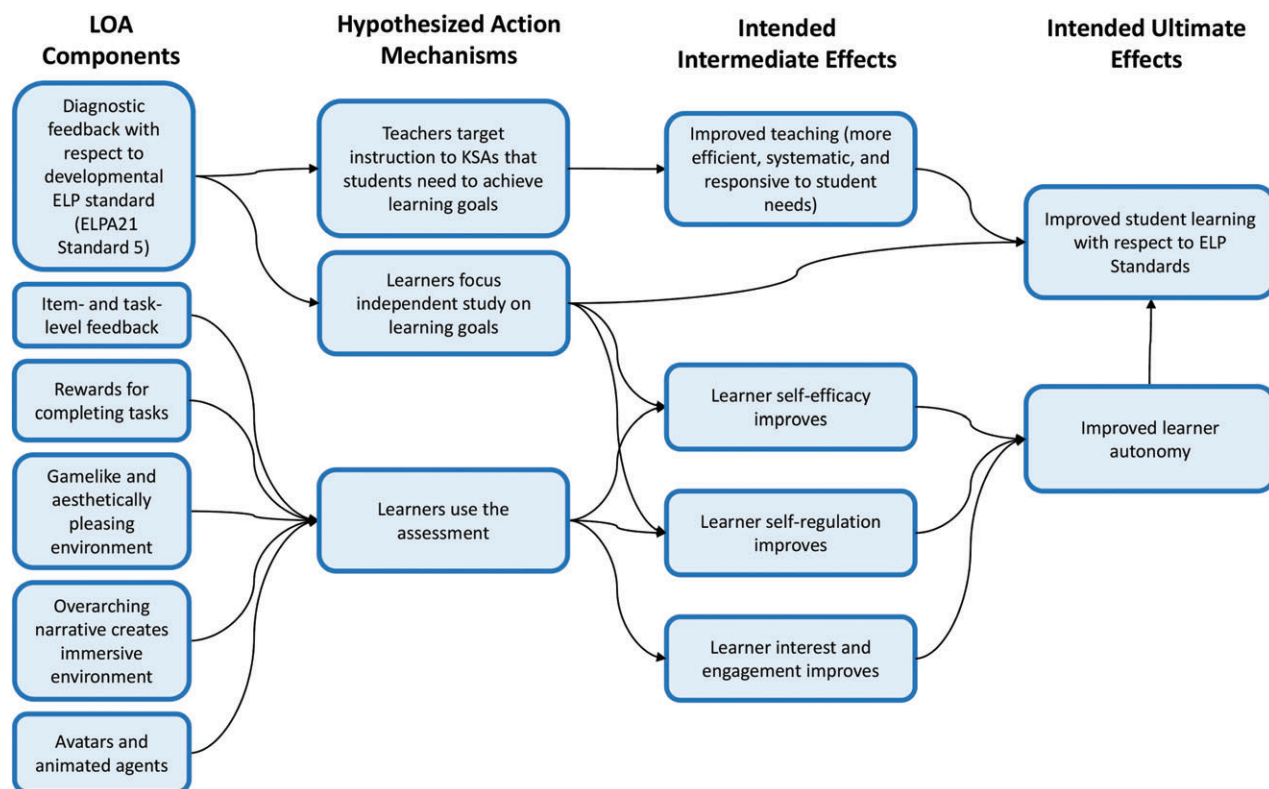 LOA
Components
Hypothesized Action
Mechanisms
Intended
Intermediate Effects
Intended Ultimate
Effects
Diagnostic
feedback with
respect to
developmental
ELP standard
(ELPA21
Standard 5)
Item- and task-
level feedback
Rewards for
completing tasks
Gamelike and
aesthetically
pleasing
environment
Overarching
narrative creates
immersive
environment
Avatars and
animated agents
Teachers target
instruction to KSAs that
students need to achieve
learning goals
Learners focus
independent study on
learning goals
Learners use the
assessment
Improved teaching (more
efficient, systematic, and
responsive to student
needs)
Learner self-efficacy
improves
Learner self-regulation
improves
Learner interest and
engagement improves
Improved student learning
with respect to ELP
Standards
Improved learner
autonomy